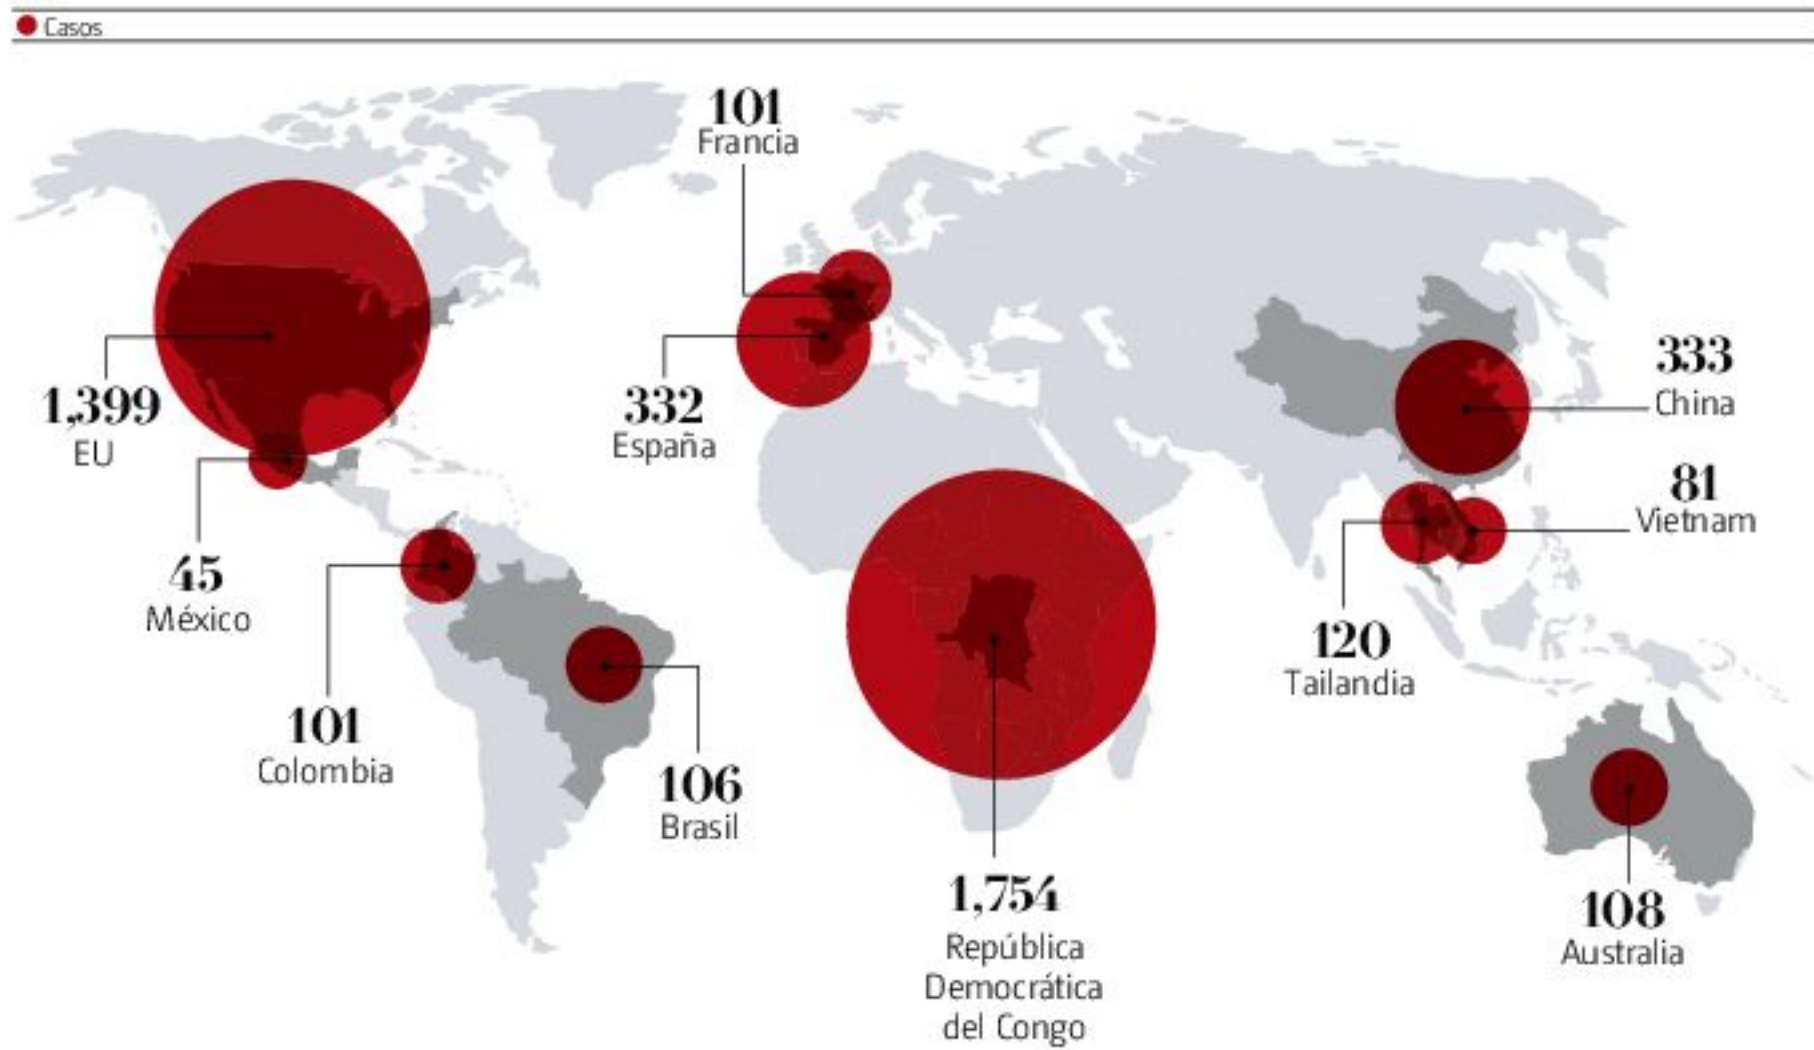 Casos
101
Francia
1,399
EU
332
España
333
China
45
México
81
Vietnam
101
Colombia
106
Brasil
120
Tailandia
1,754
República
Democrática
del Congo
108
Australia